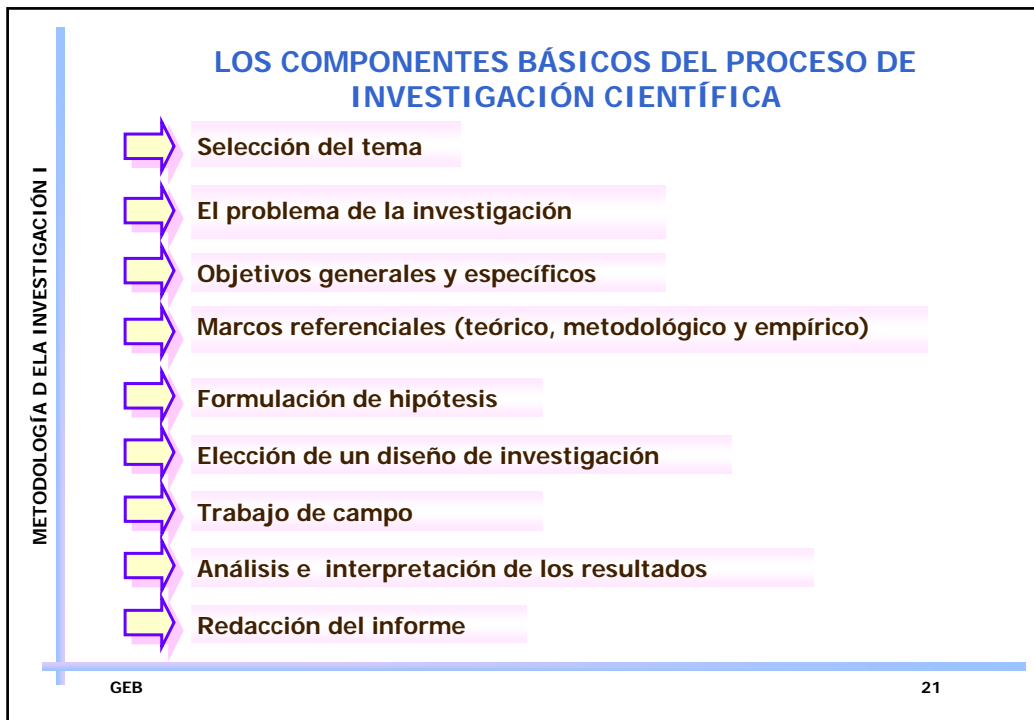 LOS COMPONENTES BÁSICOS DEL PROCESO DE
INVESTIGACIÓN CIENTÍFICA
METODOLOGÍA D ELA INVESTIGACIÓN I
Selección del tema
El problema de la investigación
Objetivos generales y específicos
Marcos referenciales (teórico, metodológico y empírico)
Formulación de hipótesis
Elección de un diseño de investigación
Trabajo de campo
Análisis e  interpretación de los resultados
Redacción del informe
GEB
21